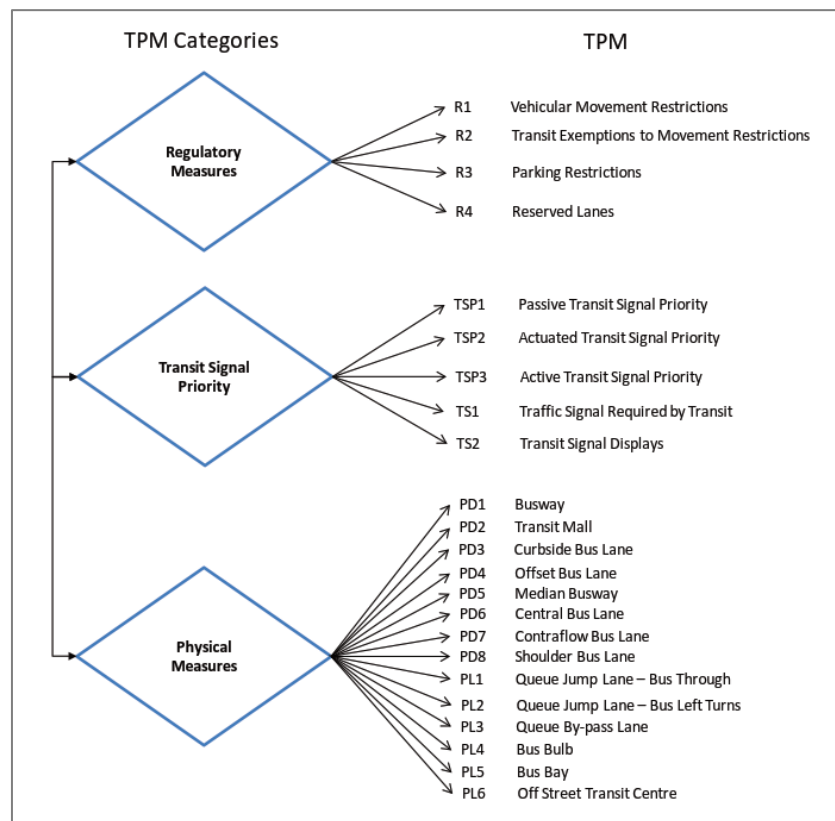 TPM Categories TPM
Regulatory
Measures
R1 Vehicular Movement Restrictions
R2 Transit Exemptions to Movement Restrictions
R3 Parking Restrictions
R4 Reserved Lanes
Transit Signal
Priority
TSP1 Passive Transit Signal Priority
TSP2 Actuated Transit Signal Priority
TSP3 Active Transit Signal Priority
TS1 Traffic Signal Required by Transit
TS2 Transit Signal Displays
Physical
Measures
PD1 Busway
PD2 Transit Mall
PD3 Curbside Bus Lane
PD4 Offset Bus Lane
PD5 Median Busway
PD6 Central Bus Lane
PD7 Contraflow Bus Lane
PD8 Shoulder Bus Lane
PL1 Queue Jump Lane – Bus Through
PL2 Queue Jump Lane – Bus Left Turns
PL3 Queue By-pass Lane
PL4 Bus Bulb
PL5 Bus Bay
PL6 Off Street Transit Centre